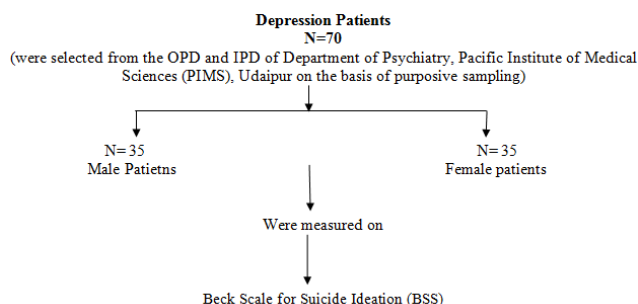 Depression Patients
N=70
(were selected from the OPD and IPD of Department of Psychiatry, Pacific Institute of Medical
Sciences (PIMS), Udaipur on the basis of purposive sampling)
N=35
Male Patietns
N=35
Female patients
Were measured on
Beck Scale for Suicide Ideation (BSS)